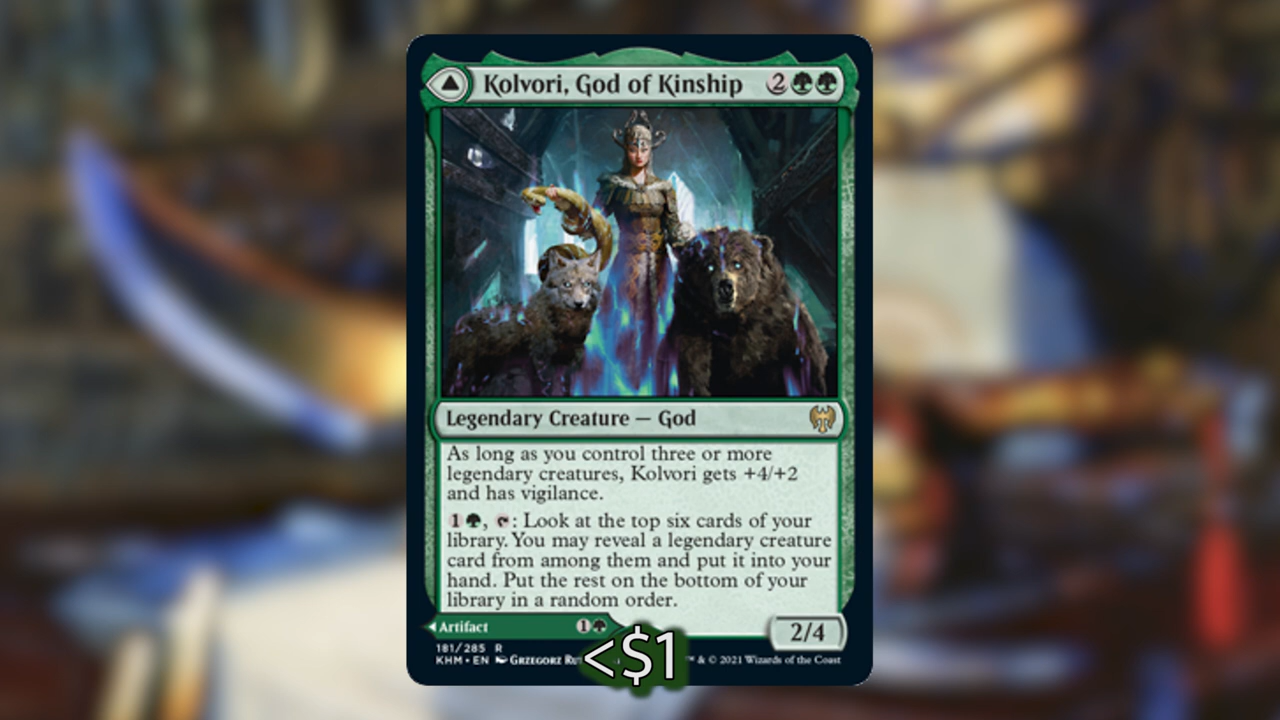 Kolvori, God of Kinship 2
Legendary Creature — God
As long as you control three or more
legendary creatures, Kolvori gets +4/+2
and has vigilance.
1 , : Look at the top six cards of your
library. You may reveal a legendary creature
card from among them and put it into your
hand. Put the rest on the bottom of your
library in a random order.
Artifact 1
2/4
181/285 R
KHM • EN GRZEGORZ ™ & © 2021 Wizards of the Coast
<$1